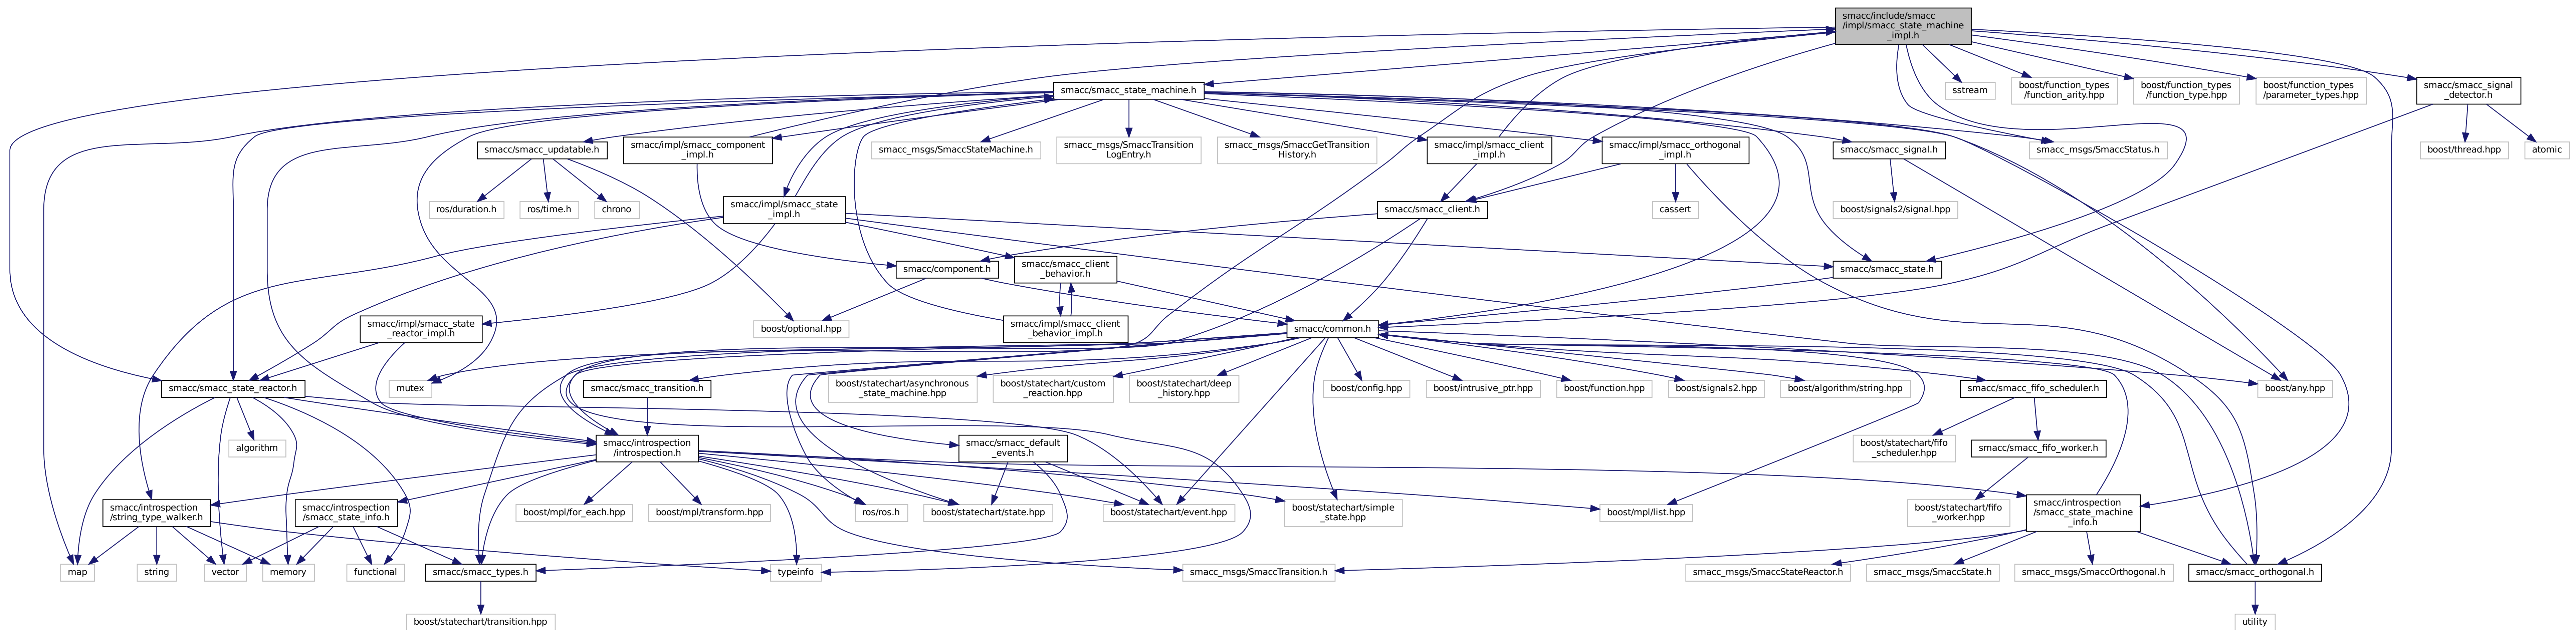 smacc/include/smacc
/impl/smacc_state_machine
_impl.h
smacc/smacc_state_machine.h
sstream
boost/function_types
/function_arity.hpp
boost/function_types
/function_type.hpp
boost/function_types
/parameter_types.hpp
smacc/smacc_signal
_detector.h
smacc/smacc_updatable.h
smacc/impl/smacc_component
_impl.h
smacc_msgs/SmaccStateMachine.h
smacc_msgs/SmaccTransition
LogEntry.h
smacc_msgs/SmaccGetTransition
History.h
smacc/impl/smacc_client
_impl.h
smacc/impl/smacc_orthogonal
_impl.h
smacc/smacc_signal.h
smacc_msgs/SmaccStatus.h
boost/thread.hpp
atomic
ros/duration.h
ros/time.h
chrono
smacc/impl/smacc_state
_impl.h
smacc/smacc_client.h
cassert
boost/signals2/signal.hpp
smacc/component.h
smacc/smacc_client
_behavior.h
smacc/smacc_state.h
smacc/impl/smacc_state
_reactor_impl.h
boost/optional.hpp
smacc/impl/smacc_client
_behavior_impl.h
smacc/common.h
smacc/smacc_state_reactor.h
mutex
smacc/smacc_transition.h
boost/statechart/asynchronous
_state_machine.hpp
boost/statechart/custom
_reaction.hpp
boost/statechart/deep
_history.hpp
boost/config.hpp
boost/intrusive_ptr.hpp
boost/function.hpp
boost/signals2.hpp
boost/algorithm/string.hpp
smacc/smacc_fifo_scheduler.h
boost/any.hpp
algorithm
smacc/introspection
/introspection.h
smacc/smacc_default
_events.h
boost/statechart/fifo
_scheduler.hpp
smacc/smacc_fifo_worker.h
smacc/introspection
/string_type_walker.h
smacc/introspection
/smacc_state_info.h
boost/mpl/for_each.hpp
boost/mpl/transform.hpp
ros/ros.h
boost/statechart/state.hpp
boost/statechart/event.hpp
boost/statechart/simple
_state.hpp
boost/mpl/list.hpp
boost/statechart/fifo
_worker.hpp
smacc/introspection
/smacc_state_machine
_info.h
map
string
vector
memory
functional
smacc/smacc_types.h
typeinfo
smacc_msgs/SmaccTransition.h
smacc_msgs/SmaccStateReactor.h
smacc_msgs/SmaccState.h
smacc_msgs/SmaccOrthogonal.h
smacc/smacc_orthogonal.h
boost/statechart/transition.hpp
utility